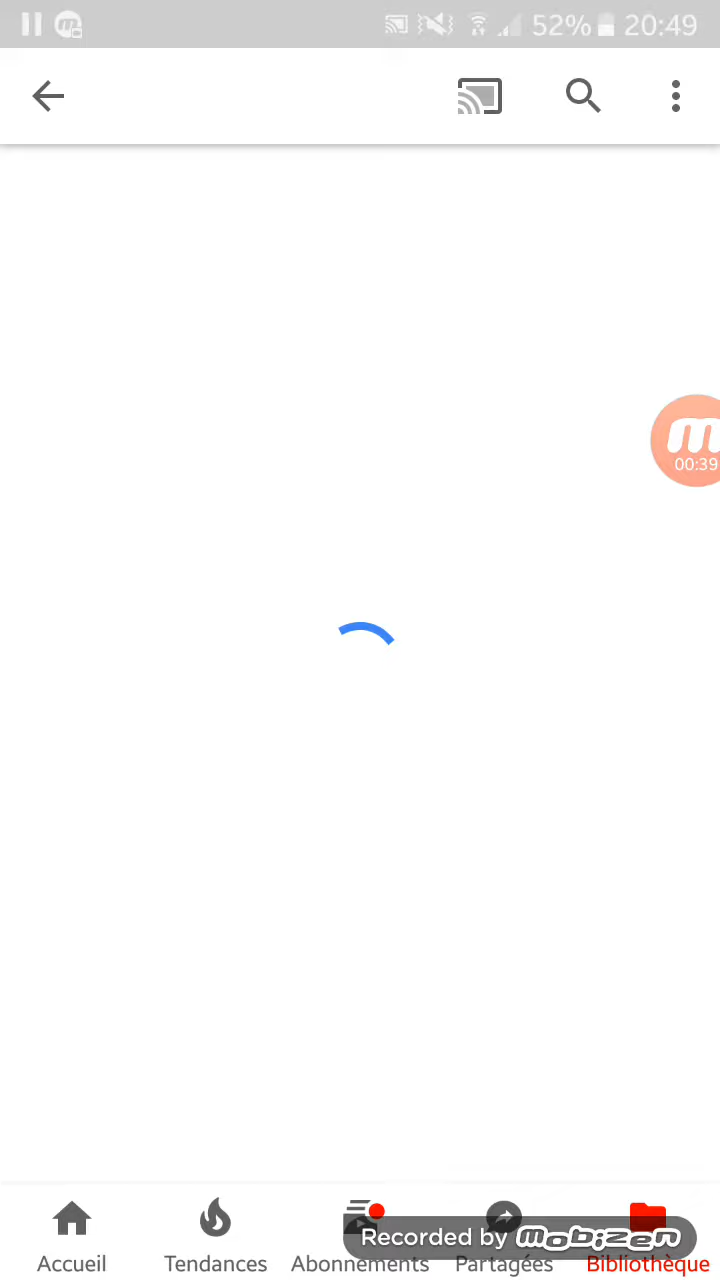 52% 20:49
00:39
Recorded by mobizen
Accueil Tendances Abonnements Partagées Bibliothèque